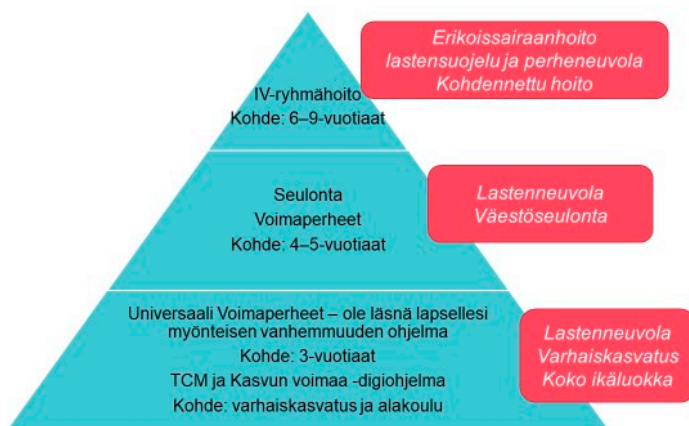 Erikoissairaanhoito
lastensuojelu ja perheneuvola
Kohdennettu hoito
IV-ryhmähoito
Kohde: 6–9-vuotiaat
Seulonta
Voimaperheet
Kohde: 4–5-vuotiaat
Lastenneuvola
Väestöseulonta
Universaali Voimaperheet – ole läsnä lapsellesi
myönteisen vanhemmuuden ohjelma
Kohde: 3-vuotiaat
TCM ja Kasvun voimaa -digiohjelma
Kohde: varhaiskasvatus ja alakoulu
Lastenneuvola
Varhaiskasvatus
Koko ikäluokka